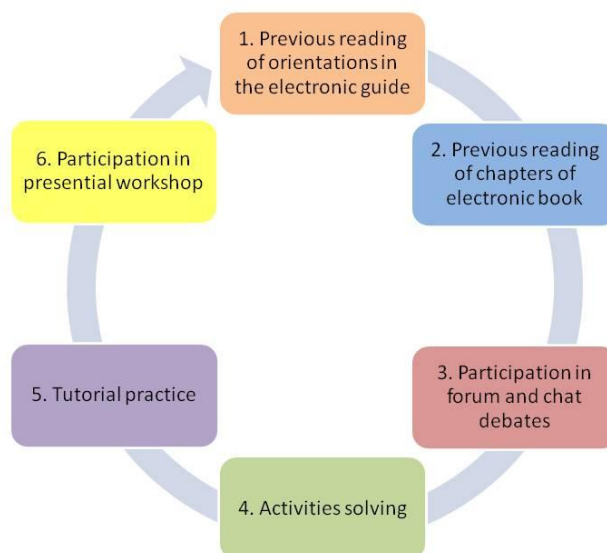 1. Previous reading
of orientations in
the electronic guide
2. Previous reading
of chapters of
electronic book
3. Participation in
forum and chat
debates
4. Activities solving
5. Tutorial practice
6. Participation in
presential workshop